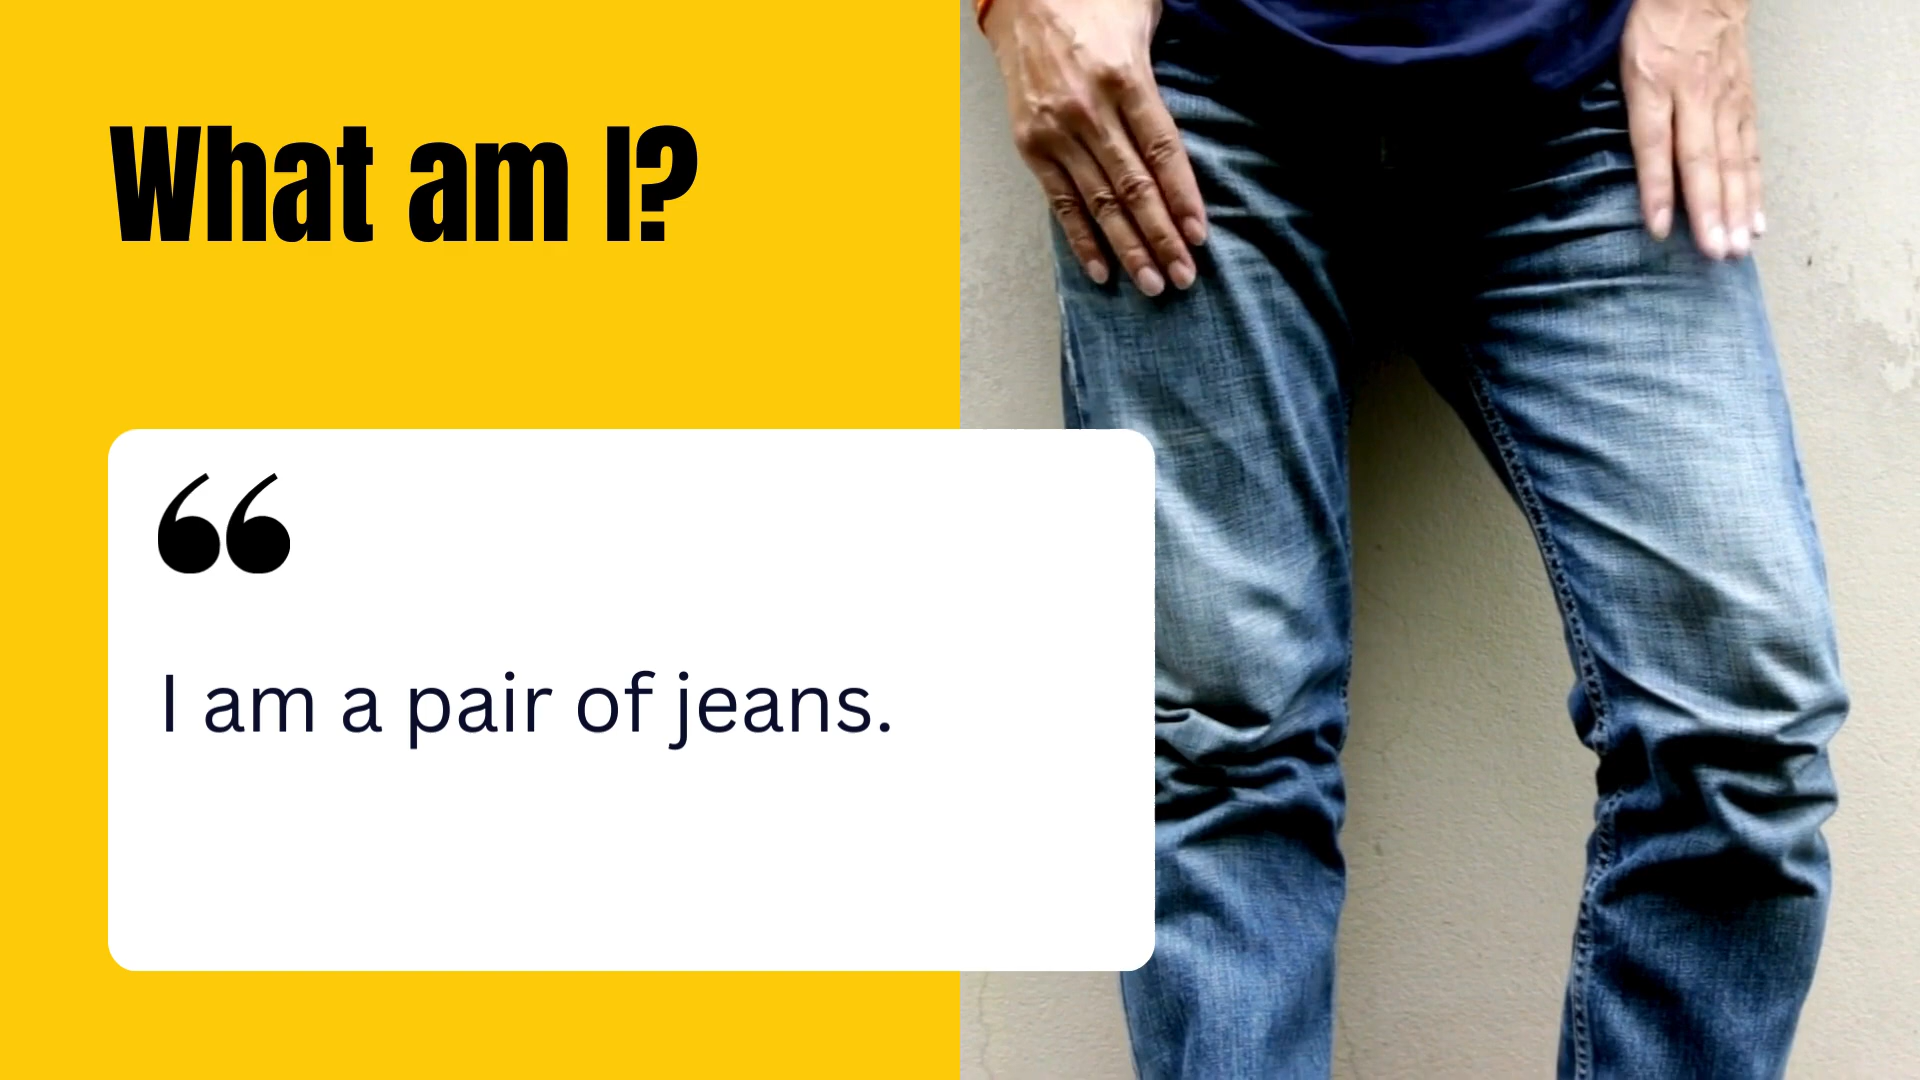 What am I?
“
I am a pair of jeans.